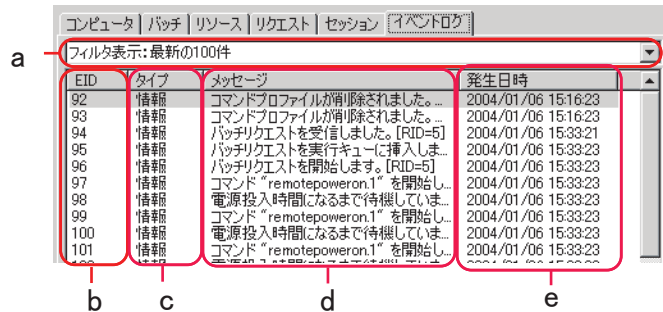 コンピュータ バッチ リソース リクエスト セッション イベントログ
a フィルタ表示:最新の100件
EID タイプ メッセージ 発生日時
92 情報 コマンドプロファイルが削除されました。... 2004/01/06 15:16:23
93 情報 コマンドプロファイルが削除されました。... 2004/01/06 15:16:23
94 情報 バッチリクエストを受信しました。[RID=5] 2004/01/06 15:33:21
95 情報 バッチリクエストを実行キューに挿入しま... 2004/01/06 15:33:23
96 情報 バッチリクエストを開始します。[RID=5] 2004/01/06 15:33:23
97 情報 コマンド "remotepoweron.1" を開始し... 2004/01/06 15:33:23
98 情報 電源投入時間になるまで待機していま... 2004/01/06 15:33:23
99 情報 コマンド "remotepoweron.1" を開始し... 2004/01/06 15:33:23
100 情報 電源投入時間になるまで待機していま... 2004/01/06 15:33:23
101 情報 コマンド "remotepoweron.1" を開始し... 2004/01/06 15:33:23
b c d e